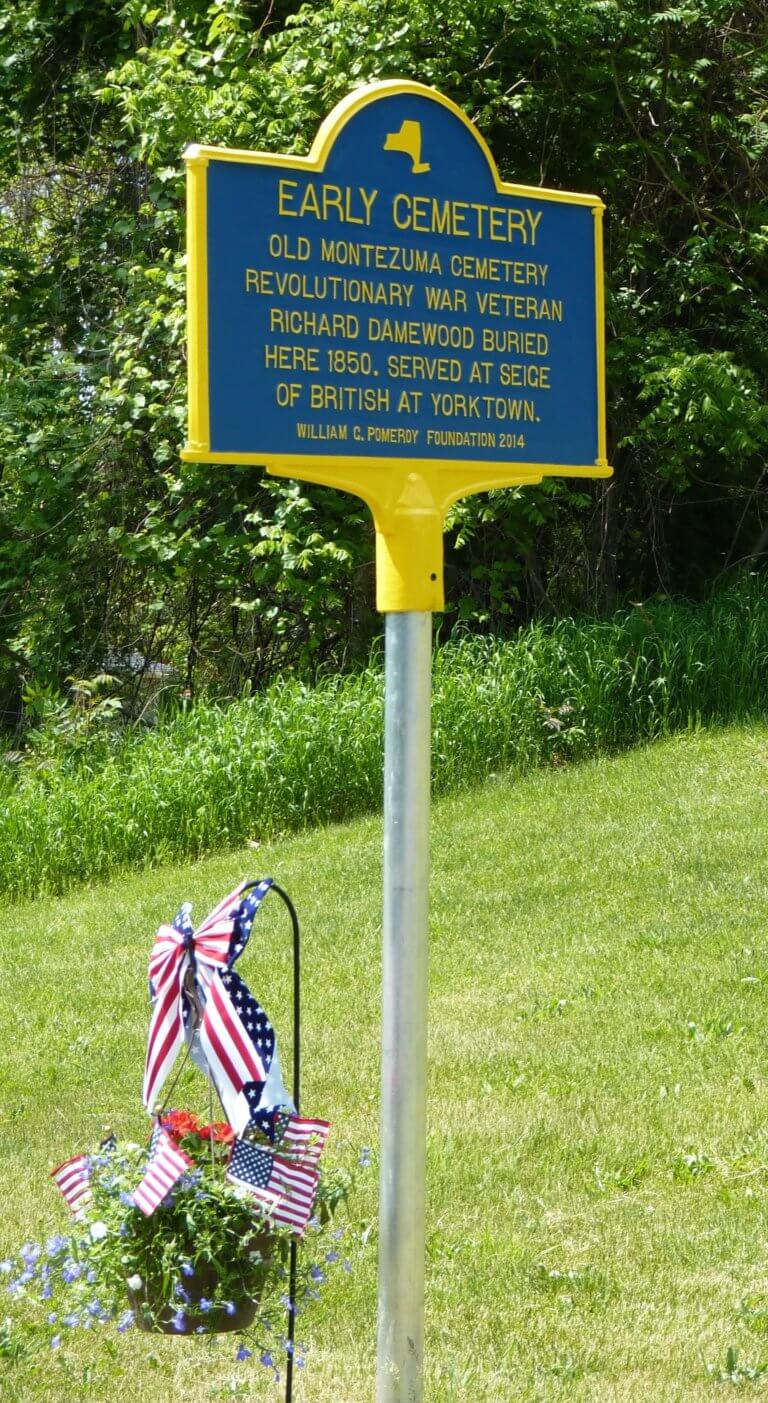 EARLY CEMETERY
OLD MONTEZUMA CEMETERY
REVOLUTIONARY WAR VETERAN
RICHARD DAMEWOOD BURIED
HERE 1850. SERVED AT SEIGE
OF BRITISH AT YORKTOWN.
WILLIAM G. POMEROY FOUNDATION 2014